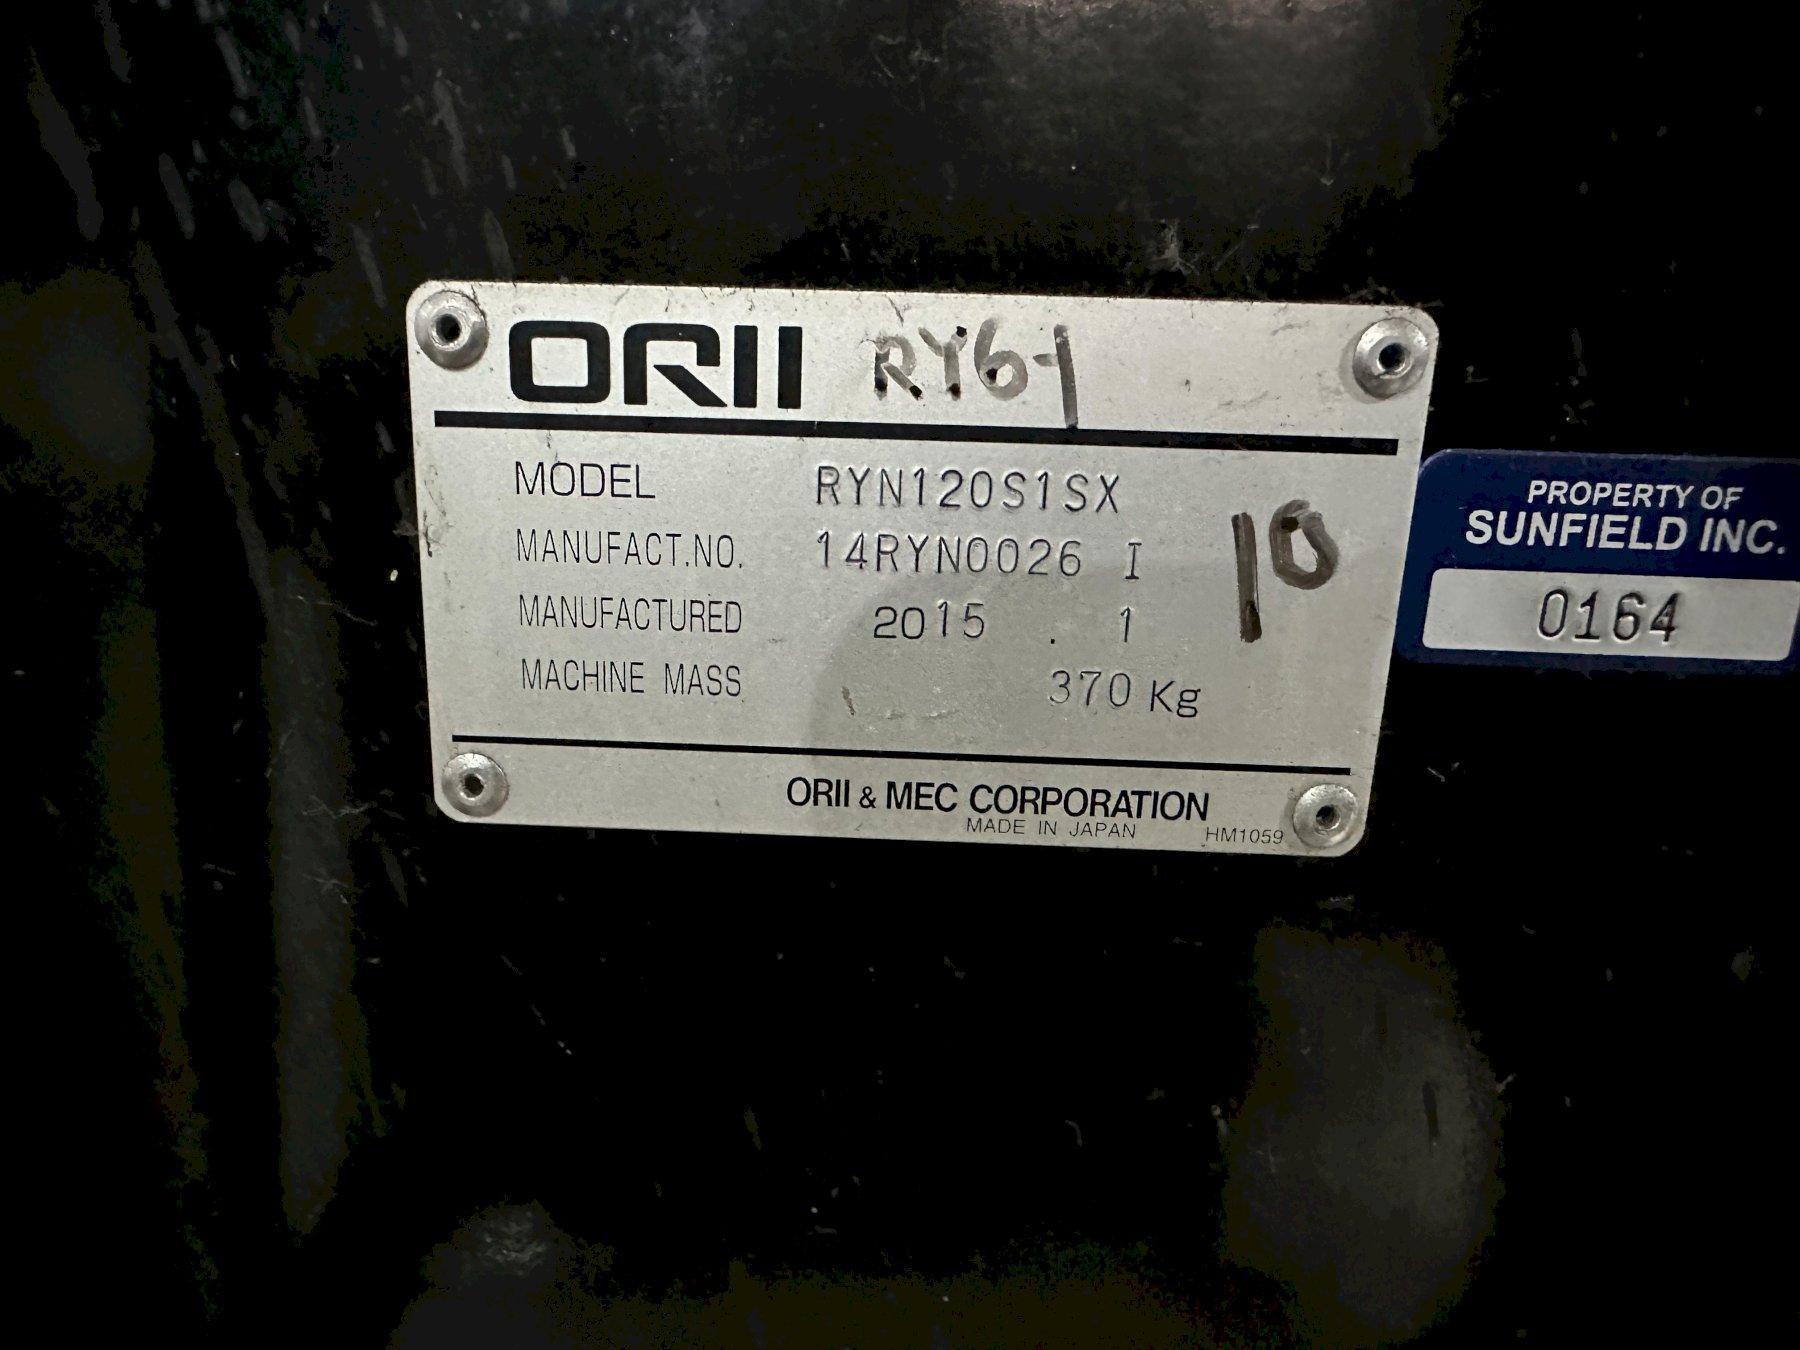 ORII RY6-1
MODEL RYN120S1SX
MANUFACT.NO. 14RYN0026 I
10
MANUFACTURED 2015 . 1
MACHINE MASS 370 Kg
ORII & MEC CORPORATION
MADE IN JAPAN HM1059
PROPERTY OF
SUNFIELD INC.
0164